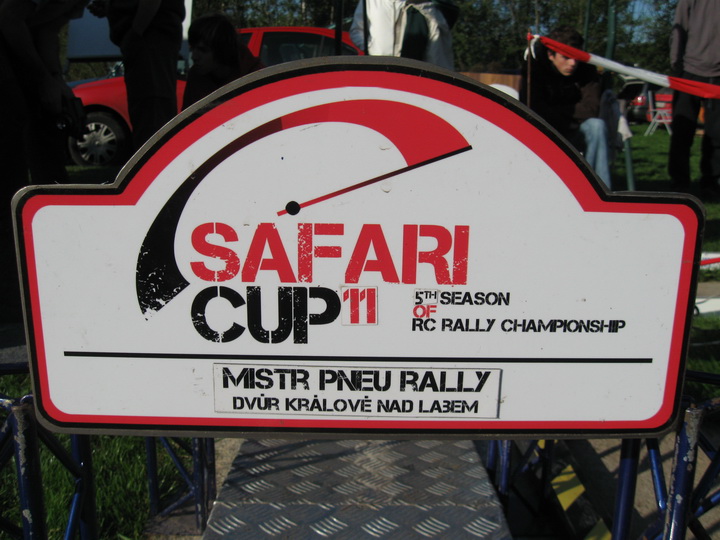 SAFARI
CUP 11
5TH SEASON
OF
RC RALLY CHAMPIONSHIP
MISTR PNEU RALLY
DVŮR KRÁLOVÉ NAD LABEM